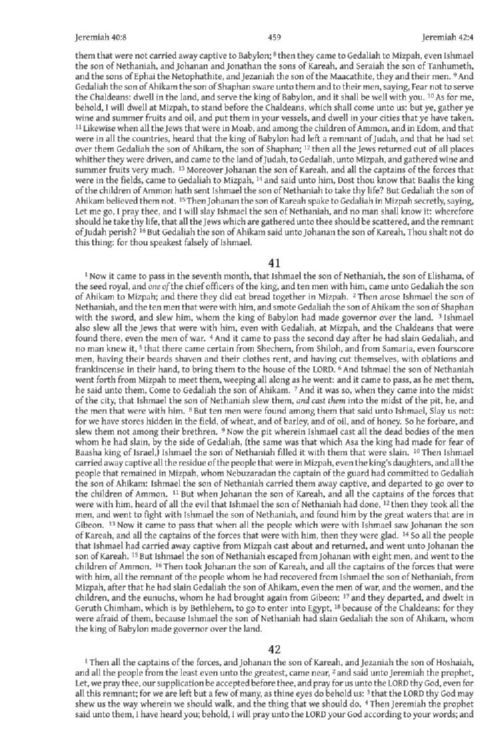 Jeremiah 40:8 459 Jeremiah 42:4
them that were not carried away captive to Babylon; 8 then they came to Gedaliah to Mizpah, even Ishmael
the son of Nethaniah, and Johanan and Jonathan the sons of Kareah, and Seraiah the son of Tanhumeth,
and the sons of Ephai the Netophathite, and Jezaniah the son of the Maacathite, they and their men. 9 And
Gedaliah the son of Ahikam the son of Shaphan sware unto them and to their men, saying, Fear not to serve
the Chaldeans: dwell in the land, and serve the king of Babylon, and it shall be well with you. 10 As for me,
behold, I will dwell at Mizpah, to stand before the Chaldeans, which shall come unto us: but ye, gather ye
wine and summer fruits and oil, and put them in your vessels, and dwell in your cities that ye have taken.
11 Likewise when all the Jews that were in Moab, and among the children of Ammon, and in Edom, and that
were in all the countries, heard that the king of Babylon had left a remnant of Judah, and that he had set
over them Gedaliah the son of Ahikam, the son of Shaphan; 12 then all the Jews returned out of all places
whither they were driven, and came to the land of Judah, to Gedaliah, unto Mizpah, and gathered wine and
summer fruits very much. 13 Moreover Johanan the son of Kareah, and all the captains of the forces that
were in the fields, came to Gedaliah to Mizpah, 14 and said unto him, Dost thou know that Baalis the king
of the children of Ammon hath sent Ishmael the son of Nethaniah to take thy life? But Gedaliah the son of
Ahikam believed them not. 15 Then Johanan the son of Kareah spake to Gedaliah in Mizpah secretly, saying,
Let me go, I pray thee, and I will slay Ishmael the son of Nethaniah, and no man shall know it: wherefore
should he take thy life, that all the Jews which are gathered unto thee should be scattered, and the remnant
of Judah perish? 16 But Gedaliah the son of Ahikam said unto Johanan the son of Kareah, Thou shalt not do
this thing: for thou speakest falsely of Ishmael.
41
1 Now it came to pass in the seventh month, that Ishmael the son of Nethaniah, the son of Elishama, of
the seed royal, and one of the chief officers of the king, and ten men with him, came unto Gedaliah the son
of Ahikam to Mizpah; and there they did eat bread together in Mizpah. 2 Then arose Ishmael the son of
Nethaniah, and the ten men that were with him, and smote Gedaliah the son of Ahikam the son of Shaphan
with the sword, and slew him, whom the king of Babylon had made governor over the land. 3 Ishmael
also slew all the Jews that were with him, even with Gedaliah, at Mizpah, and the Chaldeans that were
found there, even the men of war. 4 And it came to pass the second day after he had slain Gedaliah, and
no man knew it, 5 that there came certain from Shechem, from Shiloh, and from Samaria, even fourscore
men, having their beards shaven and their clothes rent, and having cut themselves, with oblations and
frankincense in their hand, to bring them to the house of the LORD. 6 And Ishmael the son of Nethaniah
went forth from Mizpah to meet them, weeping all along as he went: and it came to pass, as he met them,
he said unto them, Come to Gedaliah the son of Ahikam. 7 And it was so, when they came into the midst
of the city, that Ishmael the son of Nethaniah slew them, and cast them into the midst of the pit, he, and
the men that were with him. 8 But ten men were found among them that said unto Ishmael, Slay us not:
for we have stores hidden in the field, of wheat, and of barley, and of oil, and of honey. So he forbare, and
slew them not among their brethren. 9 Now the pit wherein Ishmael cast all the dead bodies of the men
whom he had slain, by the side of Gedaliah, (the same was that which Asa the king had made for fear of
Baasha king of Israel,) Ishmael the son of Nethaniah filled it with them that were slain. 10 Then Ishmael
carried away captive all the residue of the people that were in Mizpah, even the king's daughters, and all the
people that remained in Mizpah, whom Nebuzaradan the captain of the guard had committed to Gedaliah
the son of Ahikam: Ishmael the son of Nethaniah carried them away captive, and departed to go over to
the children of Ammon. 11 But when Johanan the son of Kareah, and all the captains of the forces that
were with him, heard of all the evil that Ishmael the son of Nethaniah had done, 12 then they took all the
men, and went to fight with Ishmael the son of Nethaniah, and found him by the great waters that are in
Gibeon. 13 Now it came to pass that when all the people which were with Ishmael saw Johanan the son
of Kareah, and all the captains of the forces that were with him, then they were glad. 14 So all the people
that Ishmael had carried away captive from Mizpah cast about and returned, and went unto Johanan the
son of Kareah. 15 But Ishmael the son of Nethaniah escaped from Johanan with eight men, and went to the
children of Ammon. 16 Then took Johanan the son of Kareah, and all the captains of the forces that were
with him, all the remnant of the people whom he had recovered from Ishmael the son of Nethaniah, from
Mizpah, after that he had slain Gedaliah the son of Ahikam, even the men of war, and the women, and the
children, and the eunuchs, whom he had brought again from Gibeon: 17 and they departed, and dwelt in
Geruth Chimham, which is by Bethlehem, to go to enter into Egypt, 18 because of the Chaldeans: for they
were afraid of them, because Ishmael the son of Nethaniah had slain Gedaliah the son of Ahikam, whom
the king of Babylon made governor over the land.
42
1 Then all the captains of the forces, and Johanan the son of Kareah, and Jezaniah the son of Hoshaiah,
and all the people from the least even unto the greatest, came near, 2 and said unto Jeremiah the prophet,
Let, we pray thee, our supplication be accepted before thee, and pray for us unto the LORD thy God, even for
all this remnant; for we are left but a few of many, as thine eyes do behold us: 3 that the LORD thy God may
shew us the way wherein we should walk, and the thing that we should do. 4 Then Jeremiah the prophet
said unto them, I have heard you; behold, I will pray unto the LORD your God according to your words; and